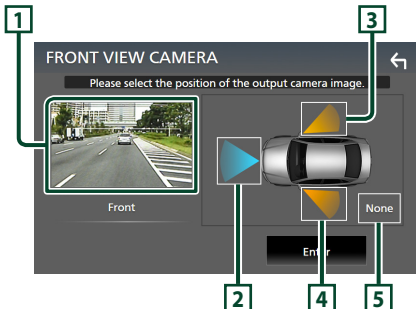 1
3
FRONT VIEW CAMERA
Please select the position of the output camera image.
Front
None
Enter
2
4
5